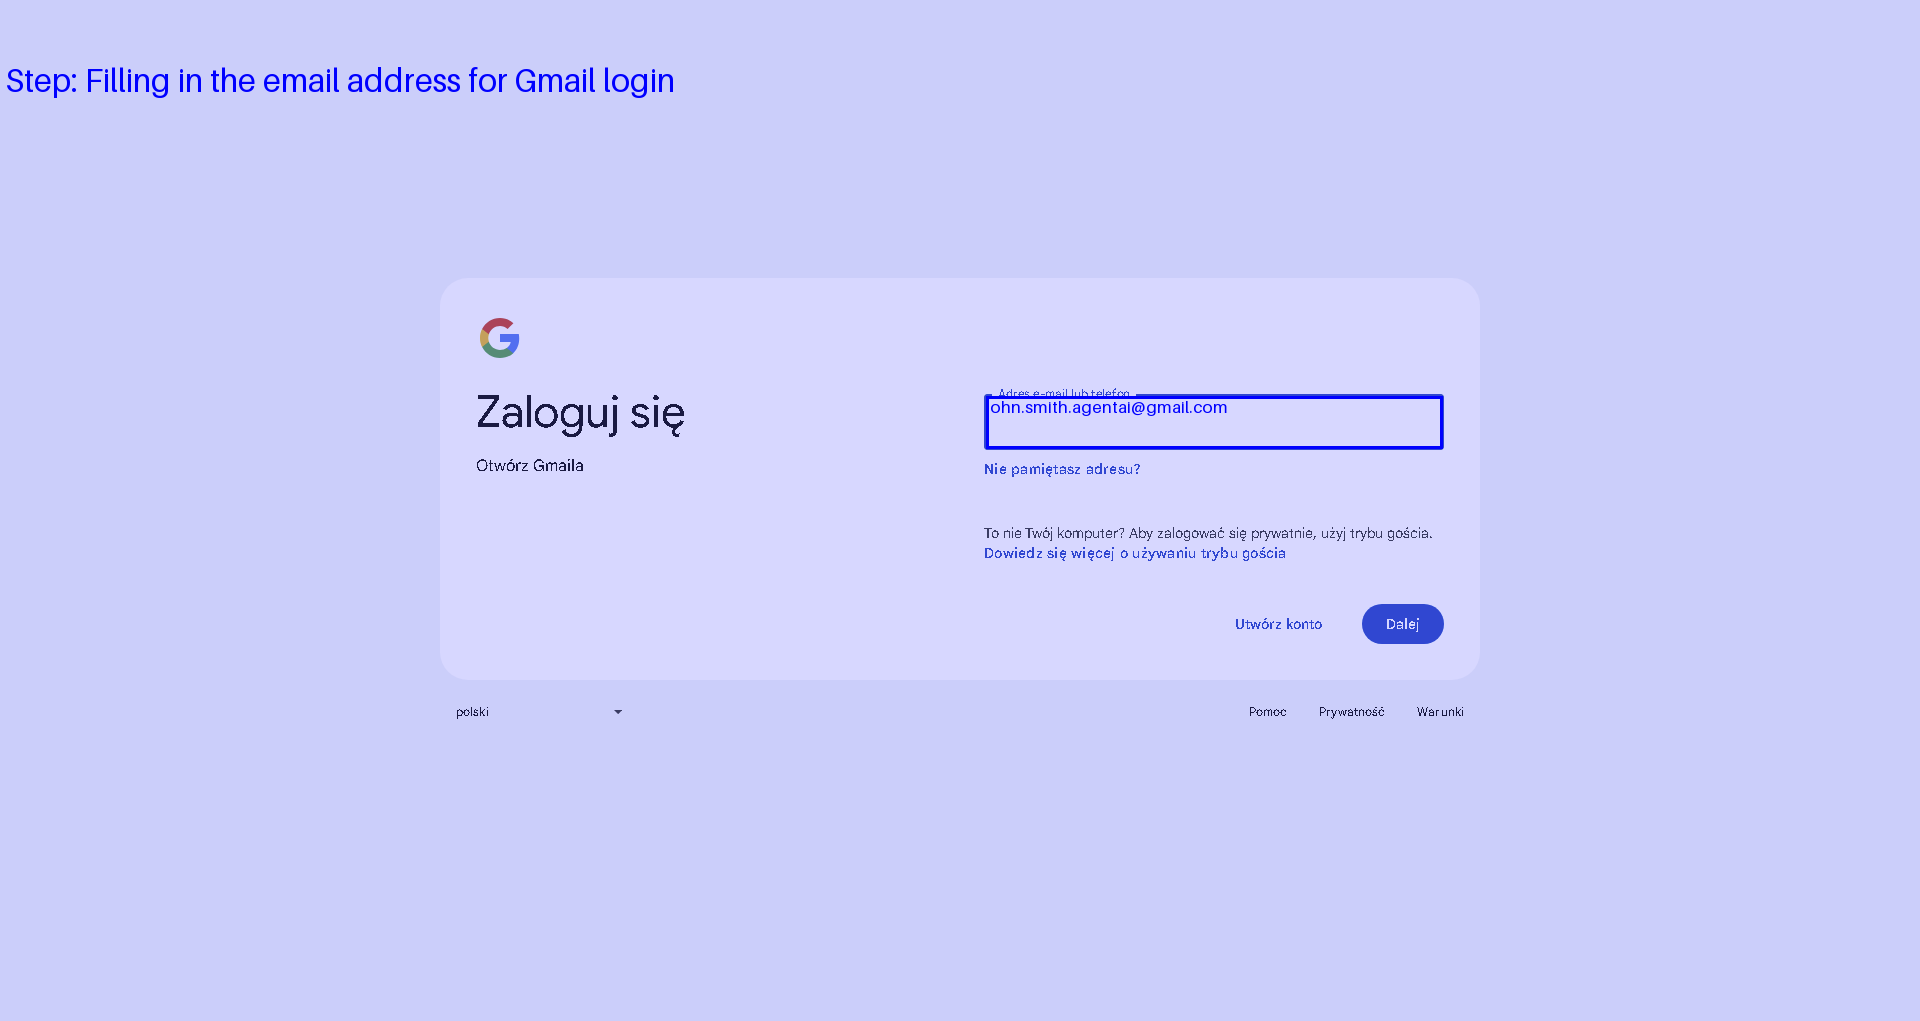 Step: Filling in the email address for Gmail login
Zaloguj się
Otwórz Gmaila
Adres e-mail lub telefon
ohn.smith.agentai@gmail.com
Nie pamiętasz adresu?
To nie Twój komputer? Aby zalogować się prywatnie, użyj trybu gościa.
Dowiedz się więcej o używaniu trybu gościa
Utwórz konto
Dalej
polski
Pomoc
Prywatność
Warunki